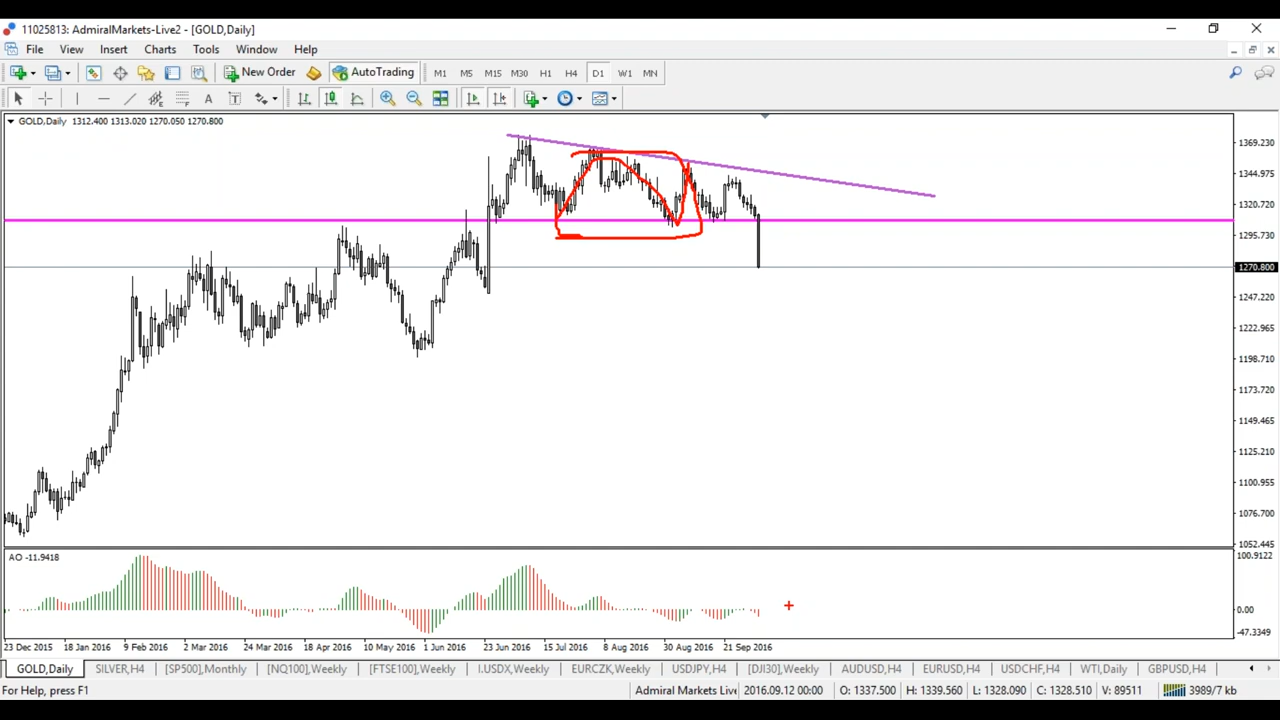 11025813: AdmiralMarkets-Live2 - [GOLD,Daily]
File View Insert Charts Tools Window Help
New Order AutoTrading M1 M5 M15 M30 H1 H4 D1 W1 MN
A T
GOLD,Daily 1312.400 1313.020 1270.050 1270.800
1369.230
1344.975
1320.720
1295.730
1270.800
1247.220
1222.965
1198.710
1173.720
1149.465
1125.210
1100.955
1076.700
1052.445
AO -11.9418
100.9122
0.00
-47.3349
23 Dec 2015 18 Jan 2016 9 Feb 2016 2 Mar 2016 24 Mar 2016 18 Apr 2016 10 May 2016 1 Jun 2016 23 Jun 2016 15 Jul 2016 8 Aug 2016 30 Aug 2016 21 Sep 2016
GOLD,Daily SILVER,H4 [SP500],Monthly [NQ100],Weekly [FTSE100],Weekly I.USDX,Weekly EURCZK,Weekly USDJPY,H4 [DJI30],Weekly AUDUSD,H4 EURUSD,H4 USDCHF,H4 WTI,Daily GBPUSD,H4
For Help, press F1 Admiral Markets Live 2016.09.12 00:00 O: 1337.500 H: 1339.560 L: 1328.090 C: 1328.510 V: 89511 3989/7 kb